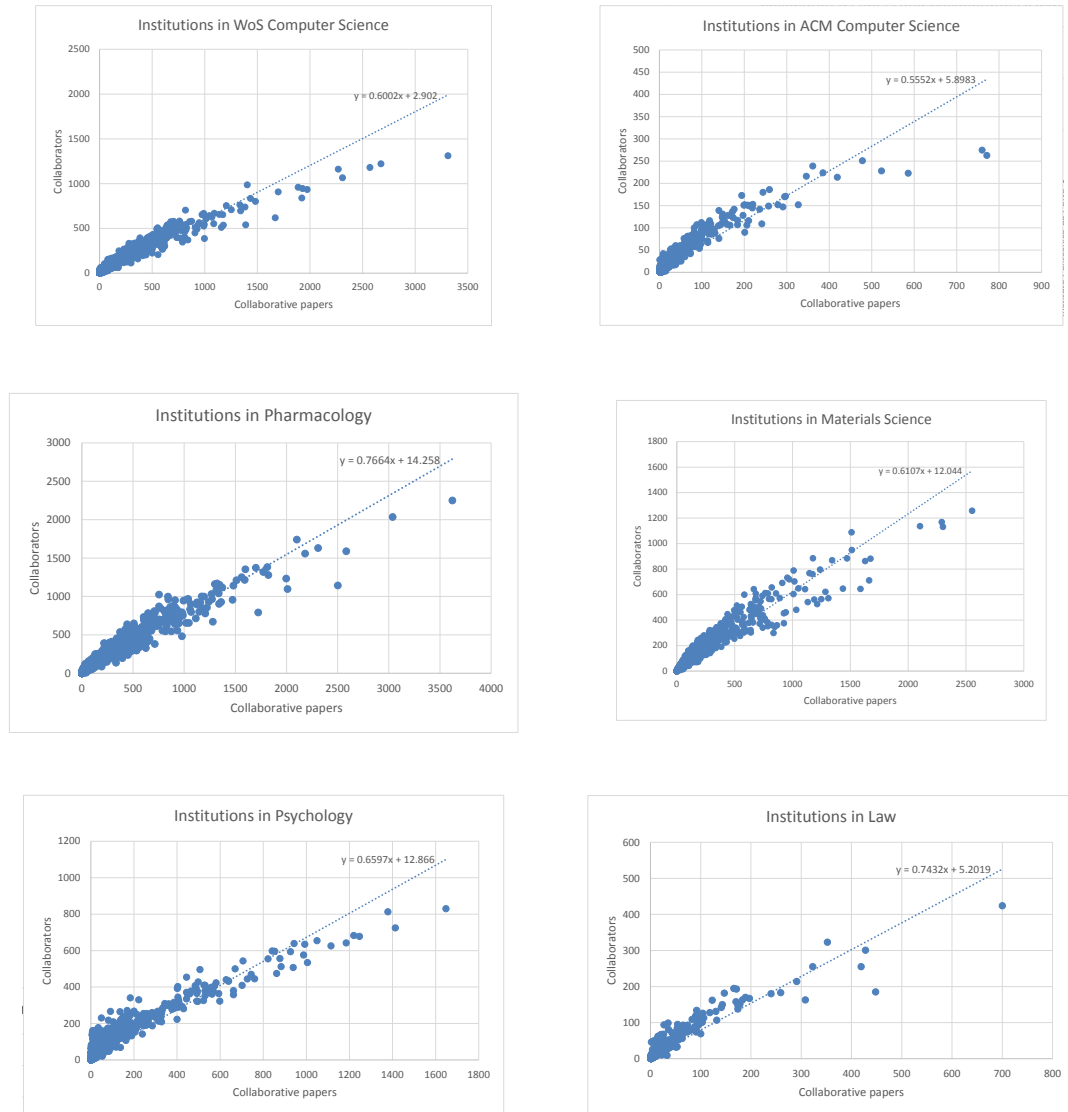 Institutions in WoS Computer Science
2500
2000
1500
1000
500
0
Collaborators
y = 0.6002x + 2.902
0 500 1000 1500 2000 2500 3000 3500
Collaborative papers
Institutions in ACM Computer Science
500
450
400
350
300
250
200
150
100
50
0
Collaborators
y = 0.5552x + 5.8983
0 100 200 300 400 500 600 700 800 900
Collaborative papers
Institutions in Pharmacology
3000
2500
2000
1500
1000
500
0
Collaborators
y = 0.7664x + 14.258
0 500 1000 1500 2000 2500 3000 3500 4000
Collaborative papers
Institutions in Materials Science
1800
1600
1400
1200
1000
800
600
400
200
0
Collaborators
y = 0.6107x + 12.044
0 500 1000 1500 2000 2500 3000
Collaborative papers
Institutions in Psychology
1200
1000
800
600
400
200
0
Collaborators
y = 0.6597x + 12.866
0 200 400 600 800 1000 1200 1400 1600 1800
Collaborative papers
Institutions in Law
600
500
400
300
200
100
0
Collaborators
y = 0.7432x + 5.2019
0 100 200 300 400 500 600 700 800
Collaborative papers